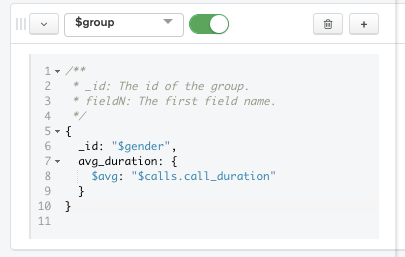 $group
1 /**
2  * _id: The id of the group.
3  * fieldN: The first field name.
4  */
5 {
6   _id: "$gender",
7   avg_duration: {
8     $avg: "$calls.call_duration"
9   }
10 }
11